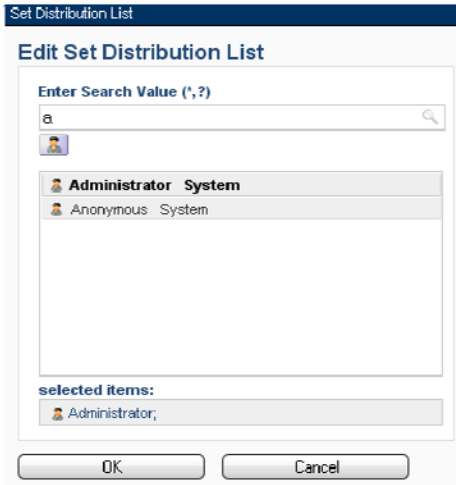 Set Distribution List
Edit Set Distribution List
Enter Search Value (*,?)
a
Administrator System
Anonymous System
selected items:
Administrator;
OK Cancel